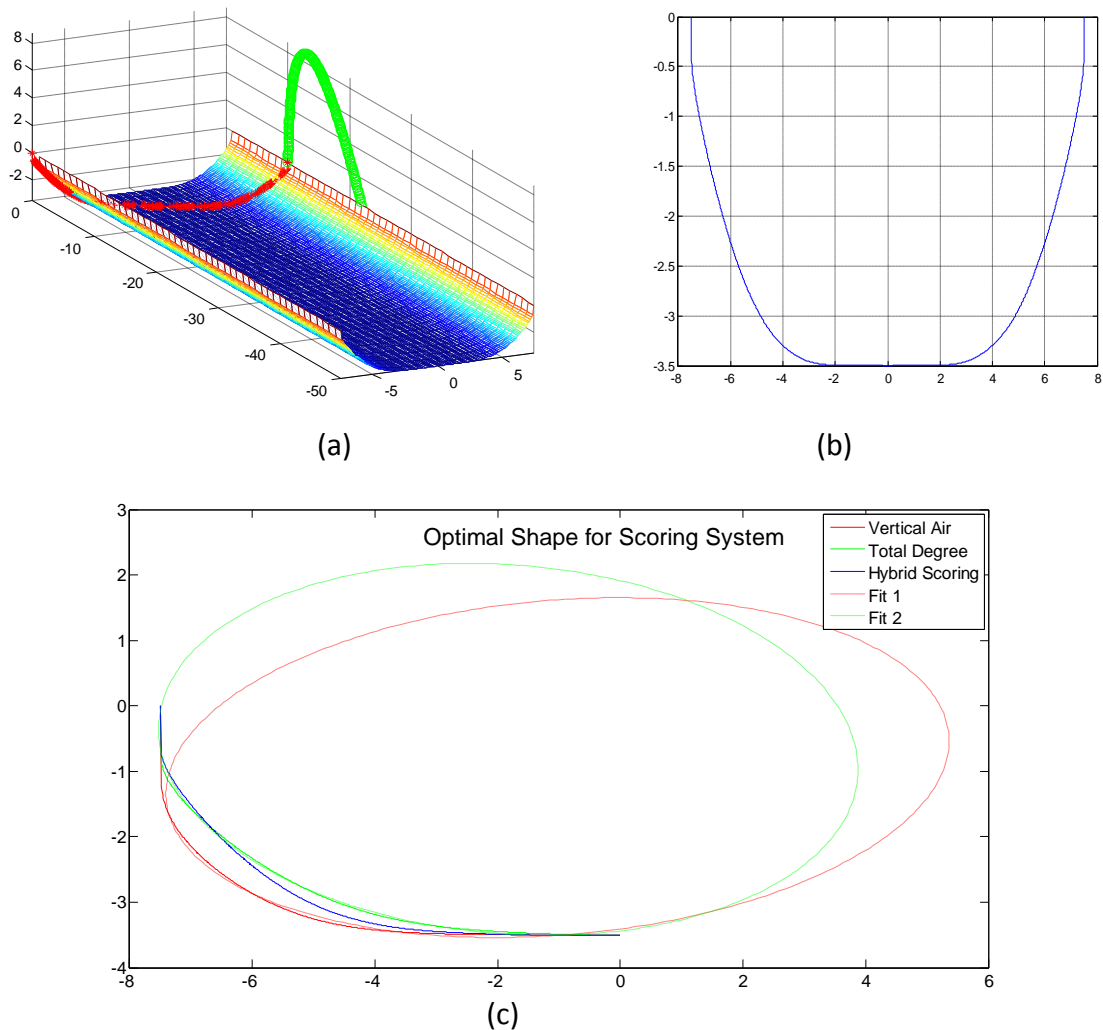 8
6
4
2
0
-2
0
-10
-20
-30
-40
-50
-5
0
5
(a)
0
-0.5
-1
-1.5
-2
-2.5
-3
-3.5
-8 -6 -4 -2 0 2 4 6 8
(b)
Optimal Shape for Scoring System
Vertical Air
Total Degree
Hybrid Scoring
Fit 1
Fit 2
3
2
1
0
-1
-2
-3
-4
-8 -6 -4 -2 0 2 4 6
(c)